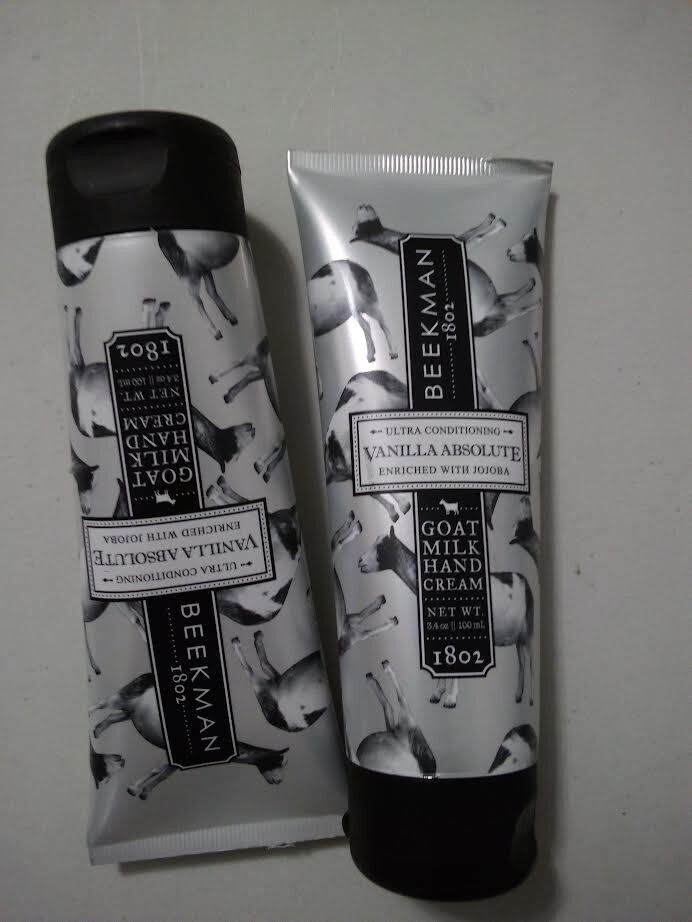 BEEKMAN
1802
ULTRA CONDITIONING
VANILLA ABSOLUTE
ENRICHED WITH JOJOBA
GOAT
MILK
HAND
CREAM
NET WT.
3.4 oz || 100 mL
1802
BEEKMAN
1802
ULTRA CONDITIONING
VANILLA ABSOLUTE
ENRICHED WITH JOJOBA
GOAT
MILK
HAND
CREAM
NET WT.
3.4 oz || 100 mL
1802